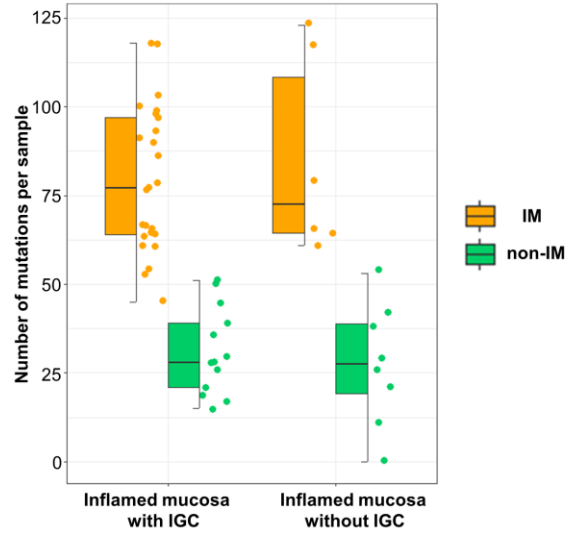 Number of mutations per sample
125
100
75
50
25
0
Inflamed mucosa
with IGC
Inflamed mucosa
without IGC
IM
non-IM